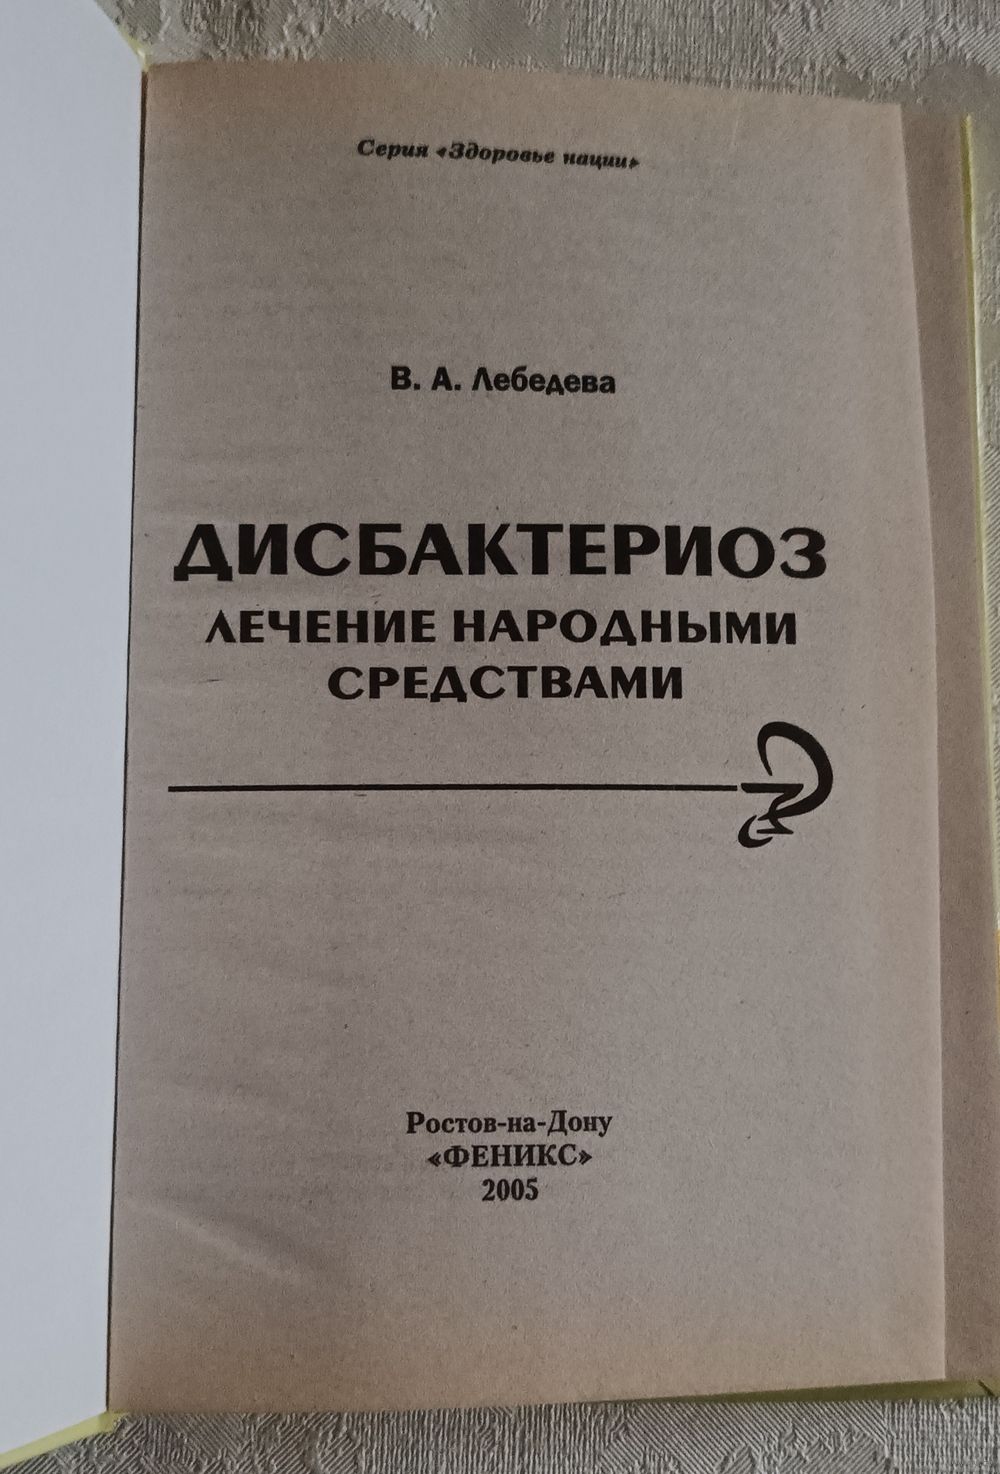 Серия «Здоровье нации»
В. А. Лебедева
ДИСБАКТЕРИОЗ
ЛЕЧЕНИЕ НАРОДНЫМИ
СРЕДСТВАМИ
Ростов-на-Дону
«ФЕНИКС»
2005